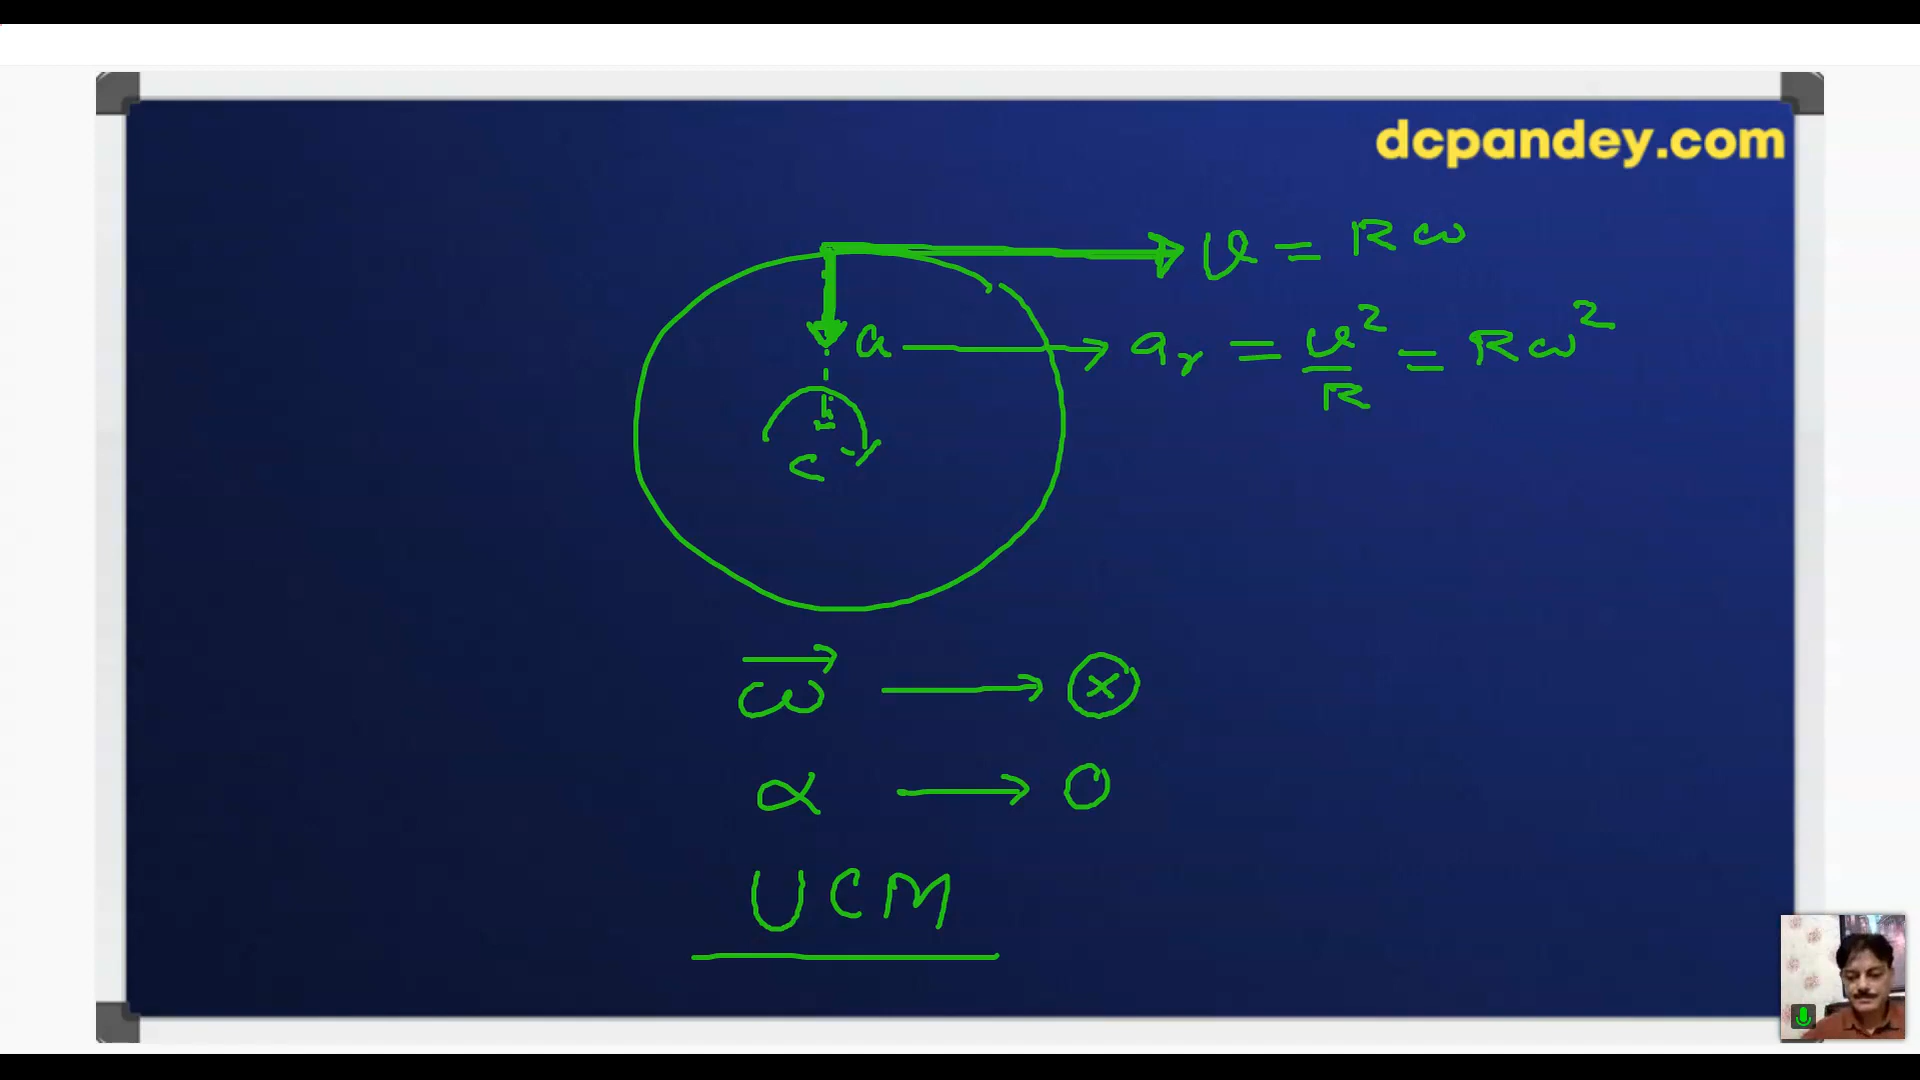 dcpandey.com
v = Rω
a → a_r = v²/R = Rω²
C
ω⃗ → ⊗
α → 0
UCM